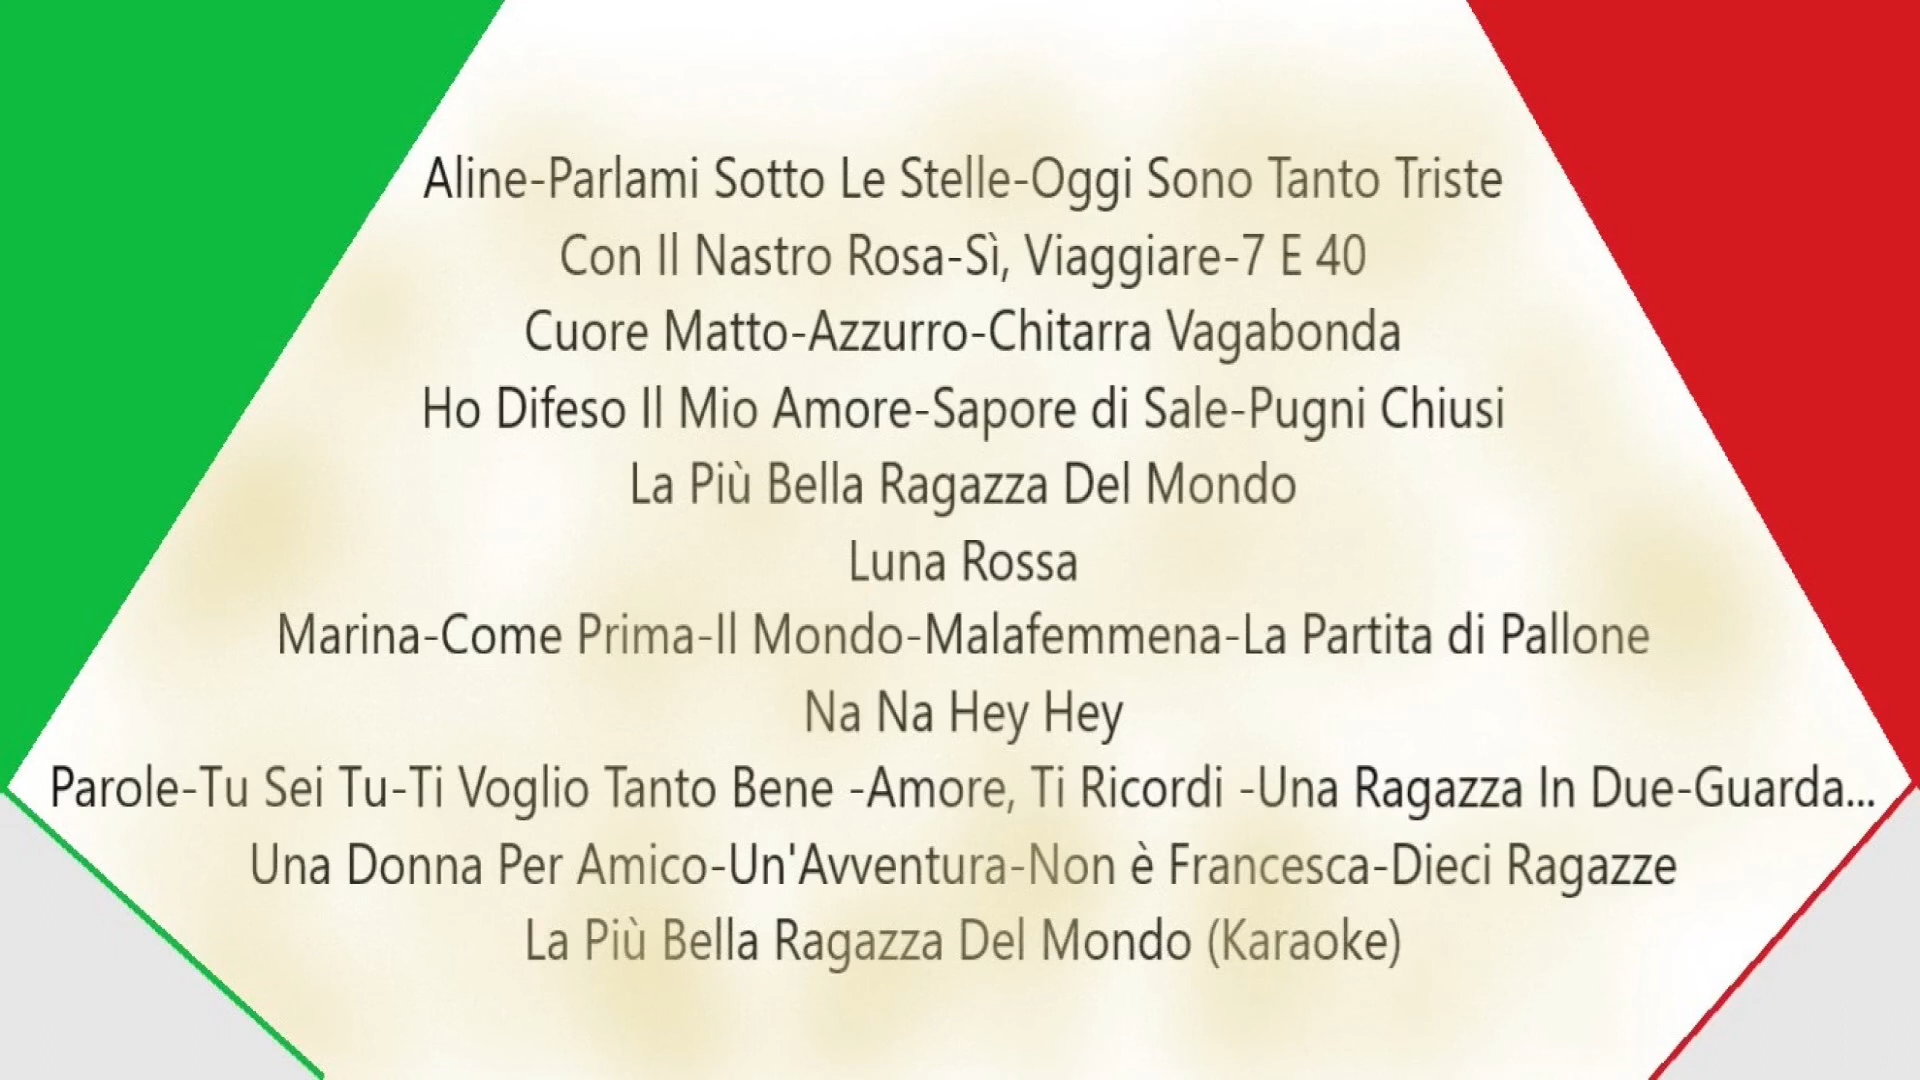 Aline-Parlami Sotto Le Stelle-Oggi Sono Tanto Triste
Con Il Nastro Rosa-Sì, Viaggiare-7 E 40
Cuore Matto-Azzurro-Chitarra Vagabonda
Ho Difeso Il Mio Amore-Sapore di Sale-Pugni Chiusi
La Più Bella Ragazza Del Mondo
Luna Rossa
Marina-Come Prima-Il Mondo-Malafemmena-La Partita di Pallone
Na Na Hey Hey
Parole-Tu Sei Tu-Ti Voglio Tanto Bene -Amore, Ti Ricordi -Una Ragazza In Due-Guarda...
Una Donna Per Amico-Un'Avventura-Non è Francesca-Dieci Ragazze
La Più Bella Ragazza Del Mondo (Karaoke)